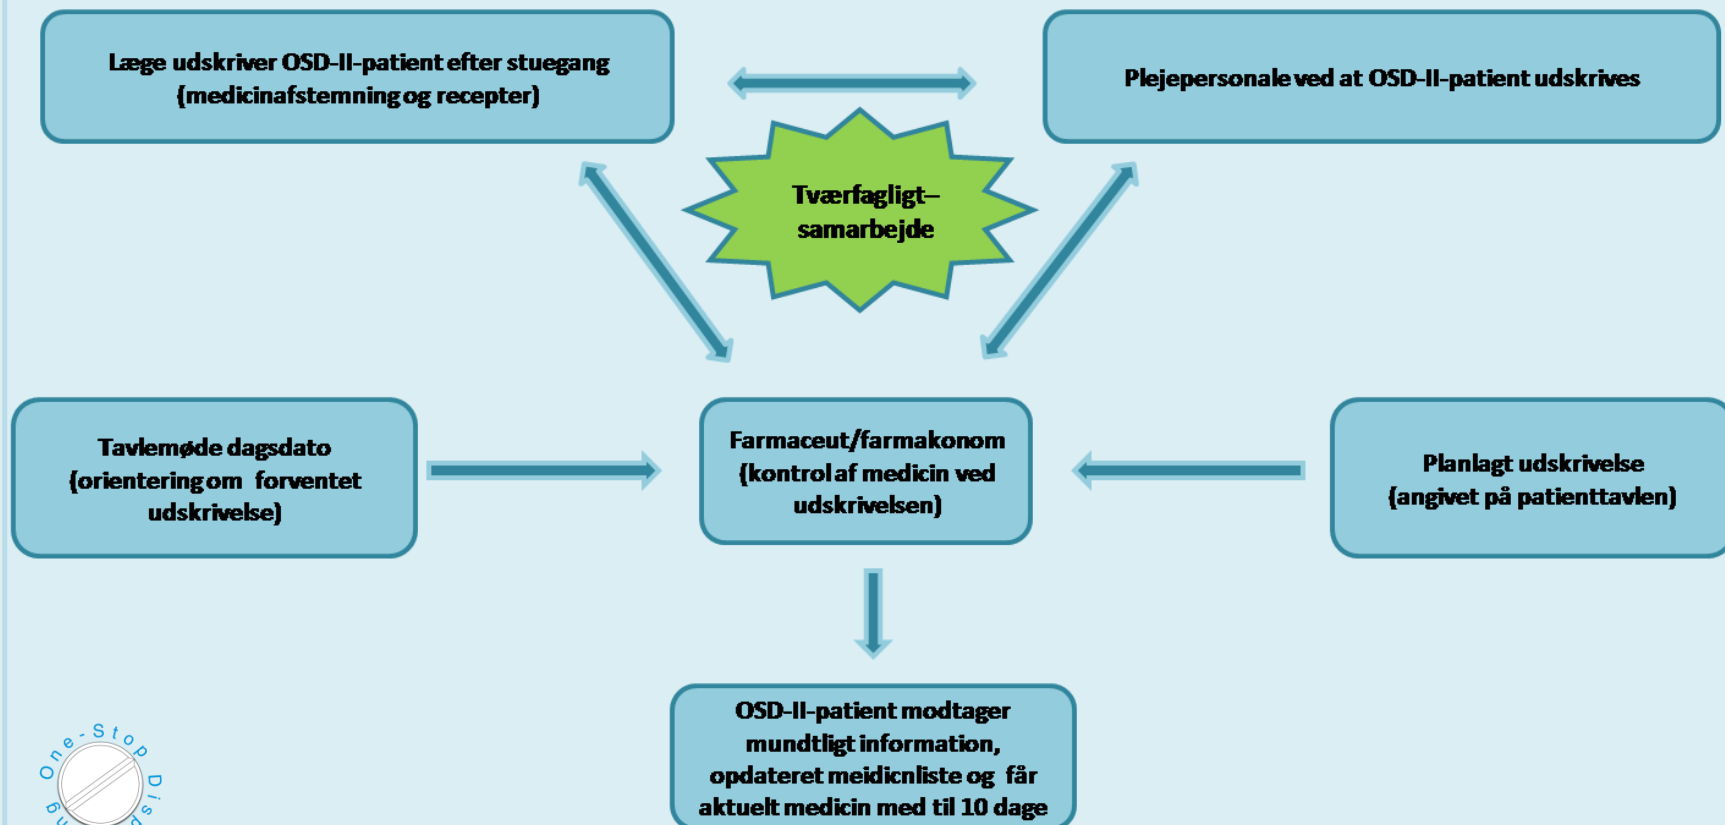 Læge udskriver OSD-II-patient efter stuegang
(medicinafstemning og recepter)
Plejepersonale ved at OSD-II-patient udskrives
Tværfagligt–
samarbejde
Tavlemøde dagsdato
(orientering om forventet
udskrivelse)
Farmaceut/farmakonom
(kontrol af medicin ved
udskrivelsen)
Planlagt udskrivelse
(angivet på patienttavlen)
OSD-II-patient modtager
mundtligt information,
opdateret meidicnliste og får
aktuelt medicin med til 10 dage
One-Stop